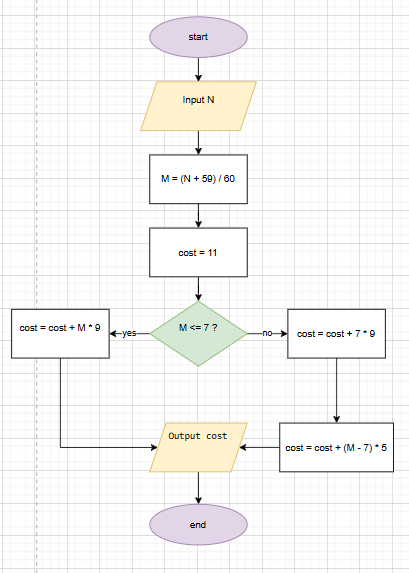 start
Input N
M = (N + 59) / 60
cost = 11
M <= 7 ?
yes
no
cost = cost + M * 9
cost = cost + 7 * 9
Output cost
cost = cost + (M - 7) * 5
end